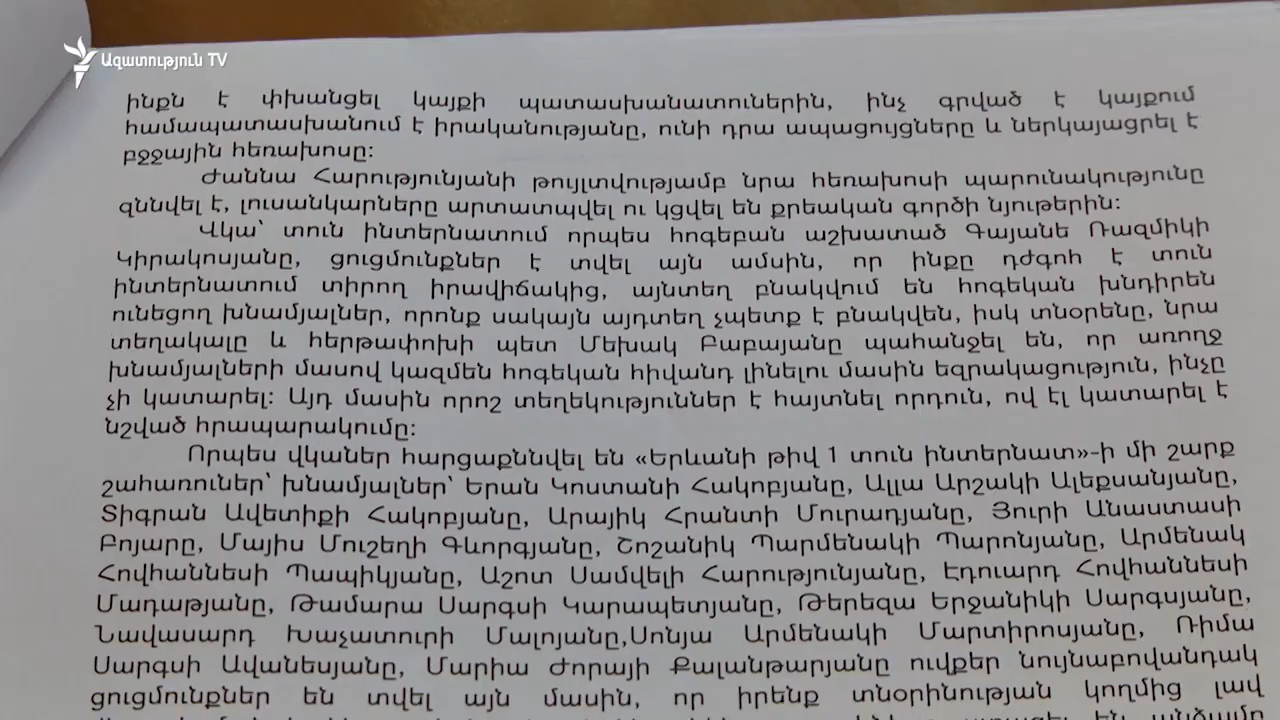 Ազատություն TV
ինքն է փխանցել կայքի պատասխանատուներին, ինչ գրված է կայքում
համապատասխանում է իրականությանը, ունի դրա ապացույցները և ներկայացրել է
բջջային հեռախոսը:
Ժաննա Հարությունյանի թույլտվությամբ նրա հեռախոսի պարունակությունը
զննվել է, լուսանկարները արտատպվել ու կցվել են քրեական գործի նյութերին:
Վկա՝ տուն ինտերնատում որպես հոգեբան աշխատած Գայանե Ռազմիկի
Կիրակոսյանը, ցուցմունքներ է տվել այն ամսին, որ ինքը դժգոհ է տուն
ինտերնատում տիրող իրավիճակից, այնտեղ բնակվում են հոգեկան խնդիրեն
ունեցող խնամյալներ, որոնք սակայն այդտեղ չպետք է բնակվեն, իսկ տնօրենը, նրա
տեղակալը և հերթափոխի պետ Մեխակ Բաբայանը պահանջել են, որ առողջ
խնամյալների մասով կազմեն հոգեկան հիվանդ լինելու մասին եզրակացություն, ինչը
չի կատարել: Այդ մասին որոշ տեղեկություններ է հայտնել որդուն, ով էլ կատարել է
նշված հրապարակումը:
Որպես վկաներ հարցաքննվել են «Երևանի թիվ 1 տուն ինտերնատ»-ի մի շարք
շահառուներ՝ խնամյալներ՝ Երան Կոստանի Հակոբյանը, Ալլա Արշակի Ալեքսանյանը,
Տիգրան Ավետիքի Հակոբյանը, Արայիկ Հրանտի Մուրադյանը, Յուրի Անաստասի
Բոյարը, Մայիս Մուշեղի Գևորգյանը, Շոշանիկ Պարմենակի Պարոնյանը, Արմենակ
Հովհաննեսի Պապիկյանը, Աշոտ Սամվելի Հարությունյանը, Էդուարդ Հովհաննեսի
Մադաթյանը, Թամարա Սարգսի Կարապետյանը, Թերեզա Երջանիկի Սարգսյանը,
Նավասարդ Խաչատուրի Մալոյանը,Սոնյա Արմենակի Մարտիրոսյանը, Ռիմա
Սարգսի Ավանեսյանը, Մարիա Ժորայի Քալանթարյանը ուվքեր նույնաբովանդակ
ցուցմունքներ են տվել այն մասին, որ իրենք տնօրինության կողմից լավ